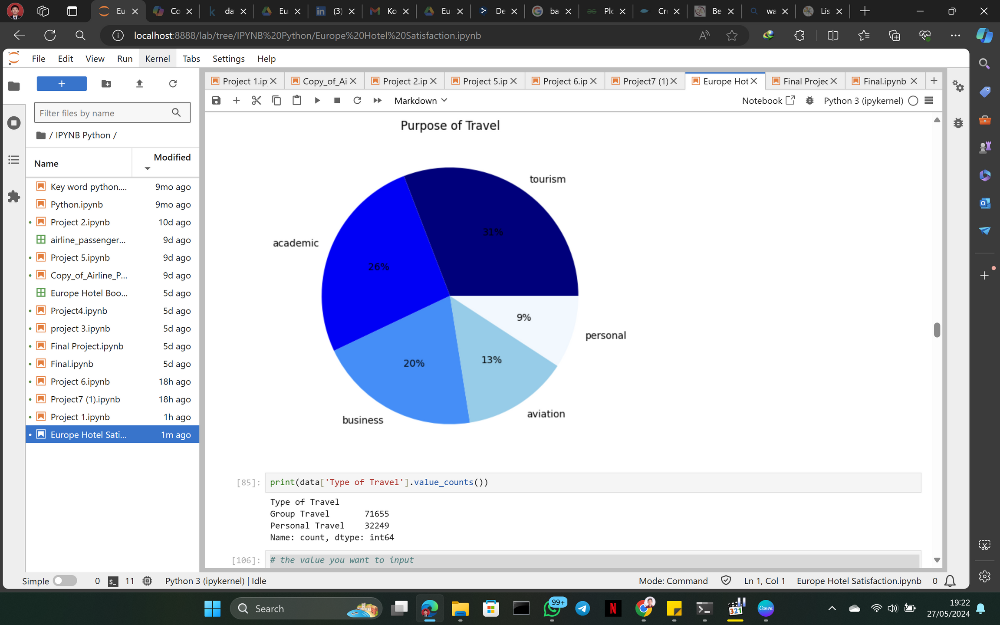 Eu
Co
da
Eu
(3)
Ko
Eu
De
ba
Plo
Cr
Be
wa
Lis
localhost:8888/lab/tree/IPYNB%20Python/Europe%20Hotel%20Satisfaction.ipynb
File Edit View Run Kernel Tabs Settings Help
Filter files by name
/ IPYNB Python /
Name Modified
Key word python.... 9mo ago
Python.ipynb 9mo ago
Project 2.ipynb 10d ago
airline_passenger... 9d ago
Project 5.ipynb 9d ago
Copy_of_Airline_P... 9d ago
Europe Hotel Boo... 5d ago
Project4.ipynb 5d ago
project 3.ipynb 5d ago
Final Project.ipynb 5d ago
Final.ipynb 5d ago
Project 6.ipynb 18h ago
Project7 (1).ipynb 18h ago
Project 1.ipynb 1h ago
Europe Hotel Sati... 1m ago
Project 1.ip
Copy_of_Ai
Project 2.ip
Project 5.ip
Project 6.ip
Project7 (1)
Europe Hot
Final Projec
Final.ipynb
Markdown
Notebook
Python 3 (ipykernel)
Purpose of Travel
tourism
31%
academic
26%
9%
personal
20%
13%
business
aviation
[85]: print(data['Type of Travel'].value_counts())
Type of Travel
Group Travel 71655
Personal Travel 32249
Name: count, dtype: int64
[106]: # the value you want to input
Simple 0 $_ 11 Python 3 (ipykernel) | Idle
Mode: Command Ln 1, Col 1 Europe Hotel Satisfaction.ipynb 0
Search
99+
N
321
Canva
19:22
27/05/2024